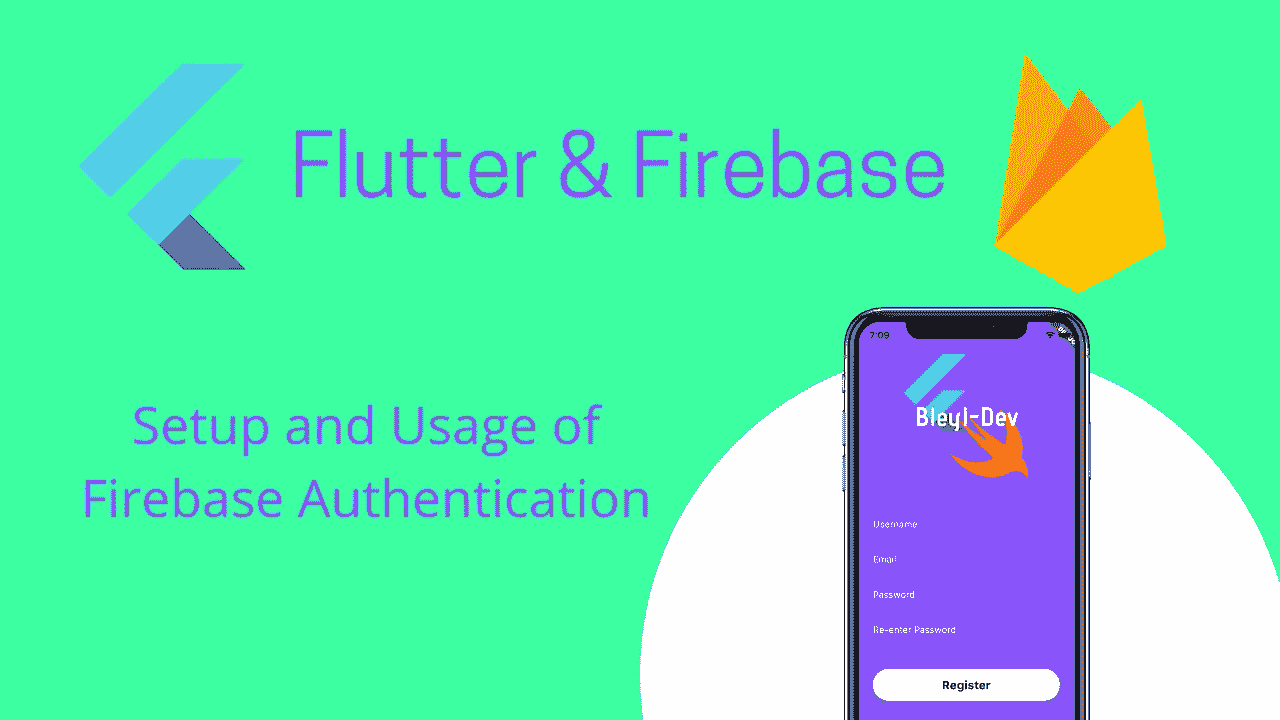 Flutter & Firebase
Setup and Usage of
Firebase Authentication
7:09
Bleyl-Dev
Username
Email
Password
Re-enter Password
Register